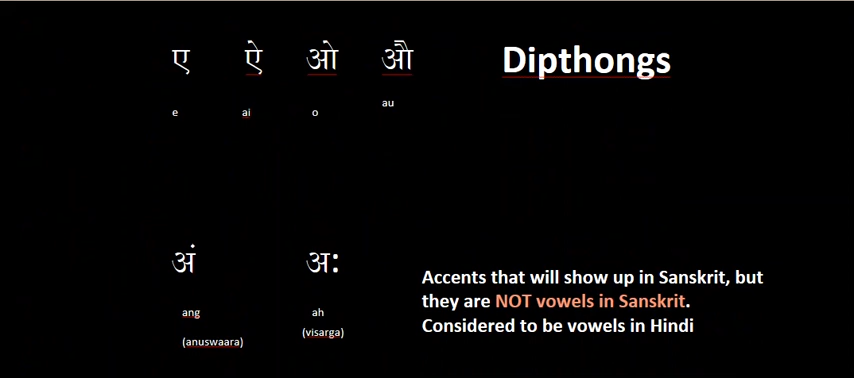 ए ऐ ओ औ Dipthongs
e ai o au
अं अः
ang ah
(anuswaara) (visarga)
Accents that will show up in Sanskrit, but
they are NOT vowels in Sanskrit.
Considered to be vowels in Hindi